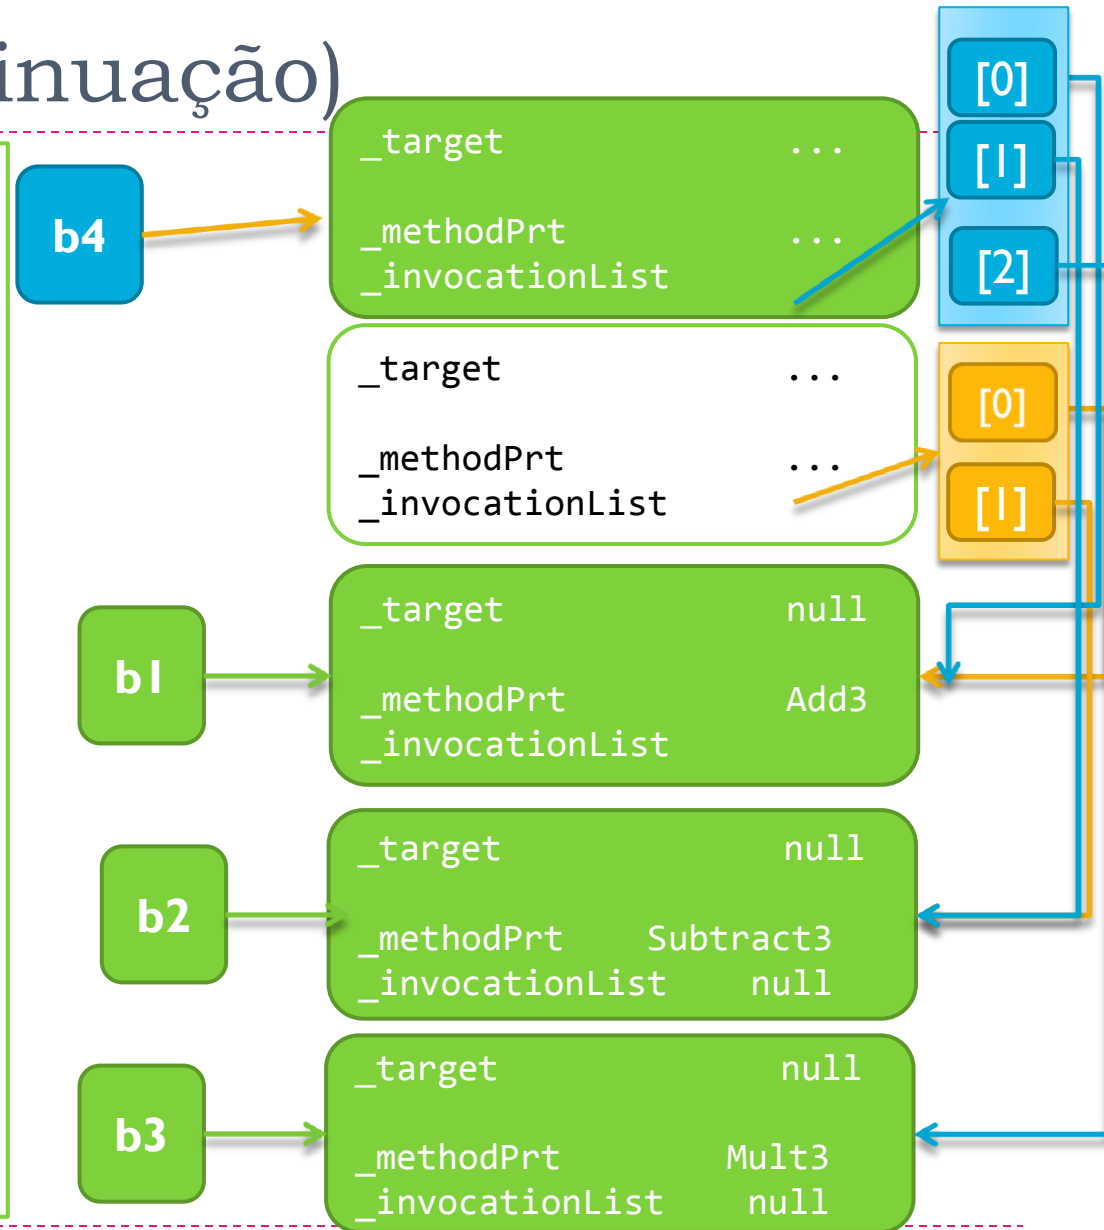 inuação)
_target ...
_methodPrt ...
_invocationList
b4
[0]
[1]
[2]
_target ...
_methodPrt ...
_invocationList
[0]
[1]
b1
_target null
_methodPrt Add3
_invocationList
b2
_target null
_methodPrt Subtract3
_invocationList null
b3
_target null
_methodPrt Mult3
_invocationList null